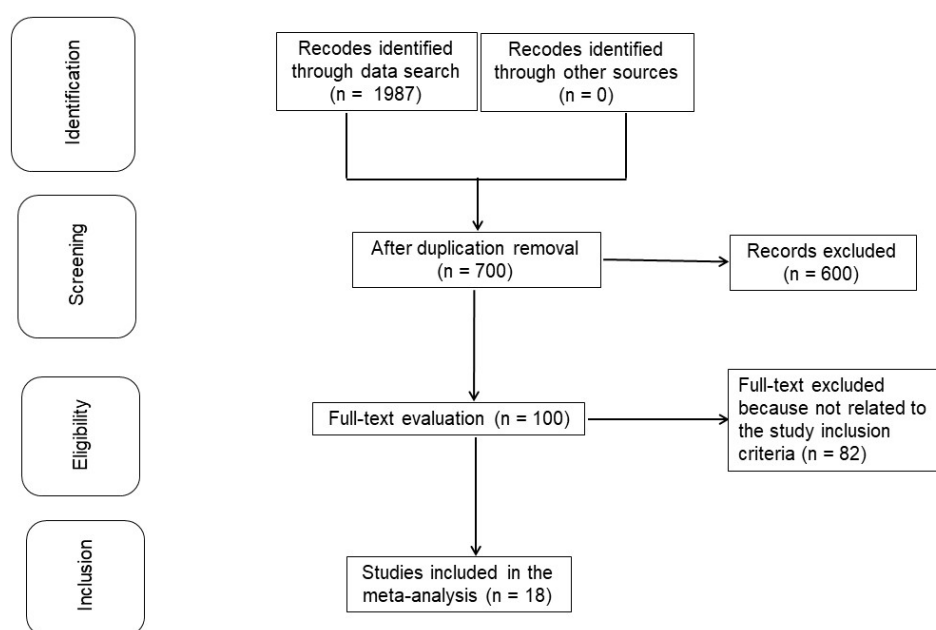 Identification
Recodes identified
through data search
(n = 1987)
Recodes identified
through other sources
(n = 0)
Screening
After duplication removal
(n = 700)
Records excluded
(n = 600)
Eligibility
Full-text evaluation (n = 100)
Full-text excluded
because not related to
the study inclusion
criteria (n = 82)
Inclusion
Studies included in the
meta-analysis (n = 18)